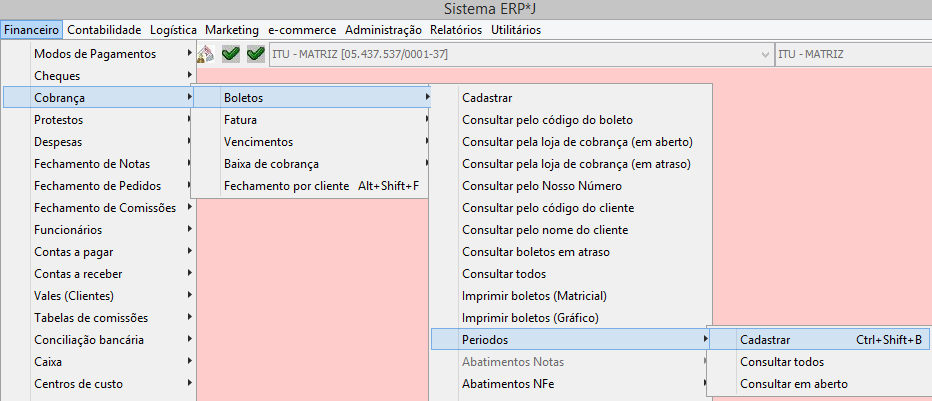 Sistema ERP*J
Financeiro Contabilidade Logística Marketing e-commerce Administração Relatórios Utilitários
ITU - MATRIZ [05.437.537/0001-37] ITU - MATRIZ
Modos de Pagamentos
Cheques
Cobrança
Protestos
Despesas
Fechamento de Notas
Fechamento de Pedidos
Fechamento de Comissões
Funcionários
Contas a pagar
Contas a receber
Vales (Clientes)
Tabelas de comissões
Conciliação bancária
Caixa
Centros de custo
Boletos
Fatura
Vencimentos
Baixa de cobrança
Fechamento por cliente Alt+Shift+F
Cadastrar
Consultar pelo código do boleto
Consultar pela loja de cobrança (em aberto)
Consultar pela loja de cobrança (em atraso)
Consultar pelo Nosso Número
Consultar pelo código do cliente
Consultar pelo nome do cliente
Consultar boletos em atraso
Consultar todos
Imprimir boletos (Matricial)
Imprimir boletos (Gráfico)
Periodos
Abatimentos Notas
Abatimentos NFe
Cadastrar Ctrl+Shift+B
Consultar todos
Consultar em aberto